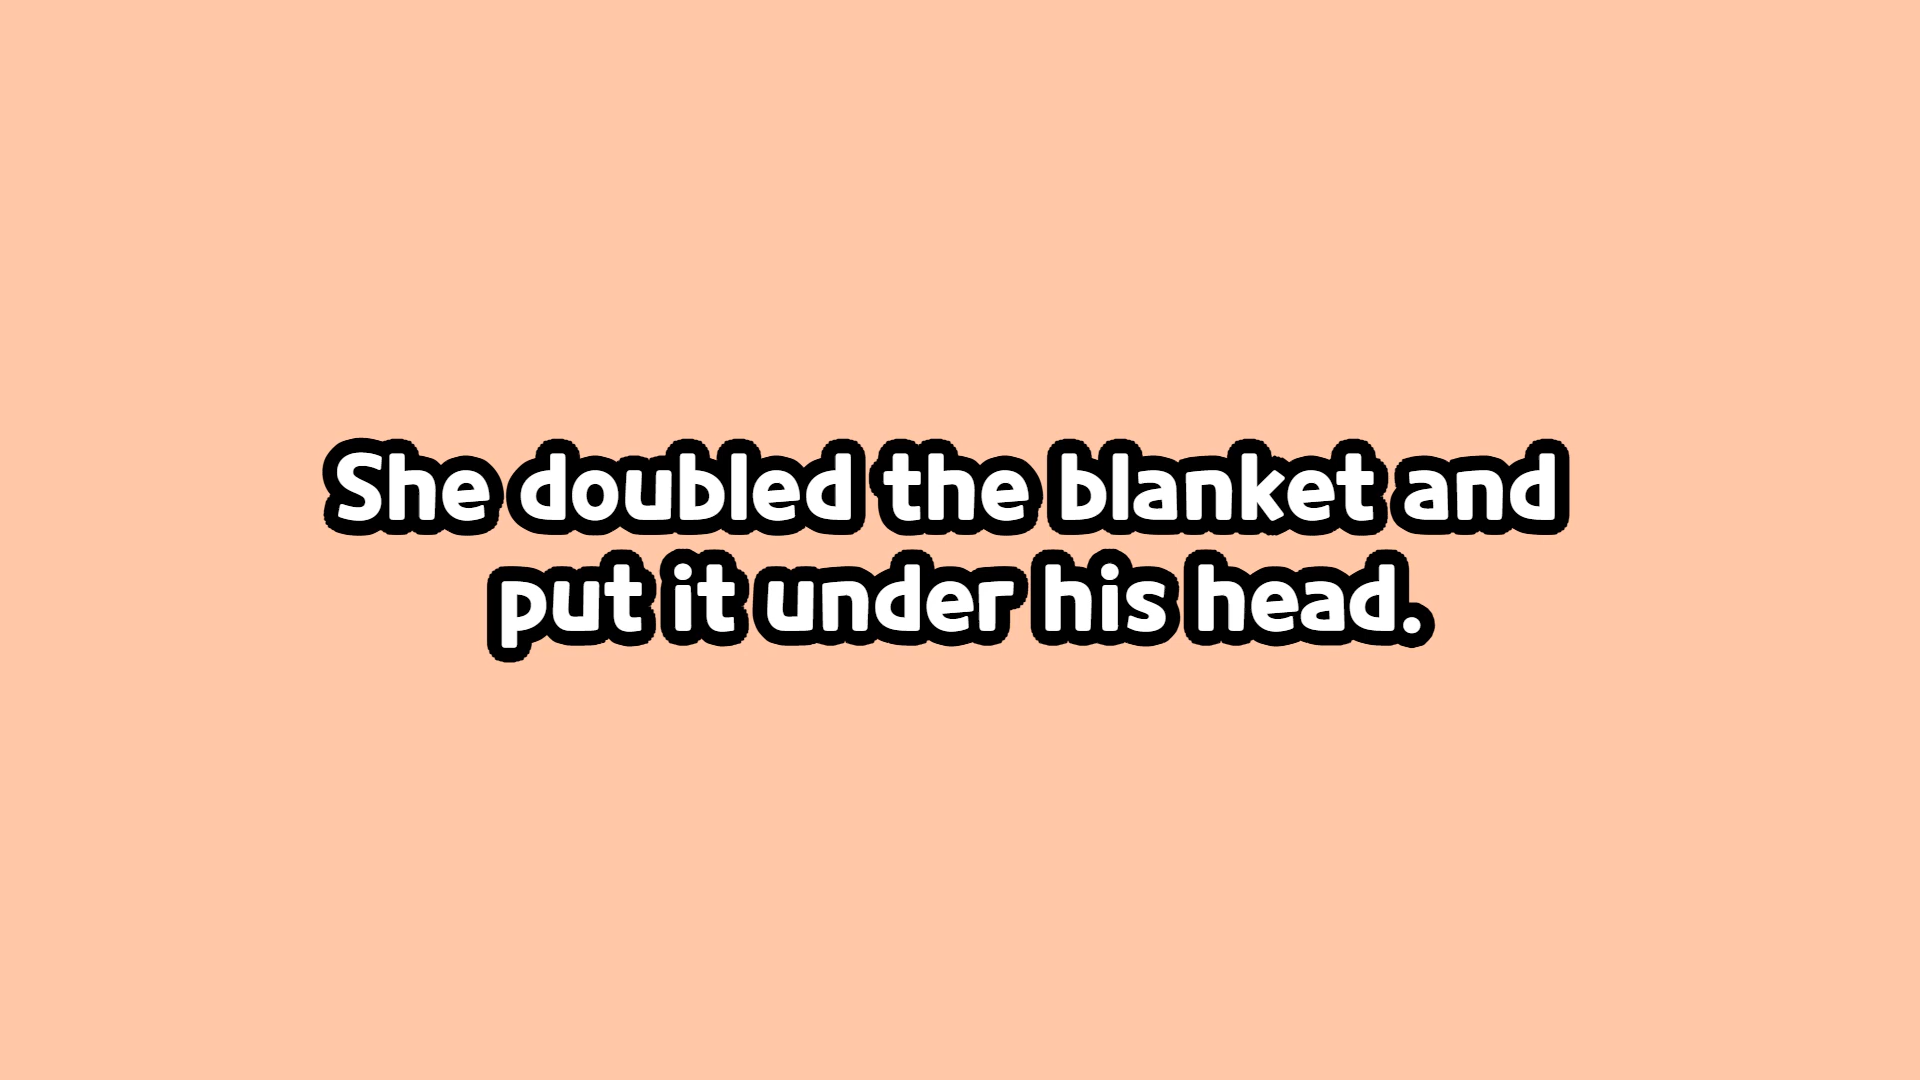 She doubled the blanket and
put it under his head.